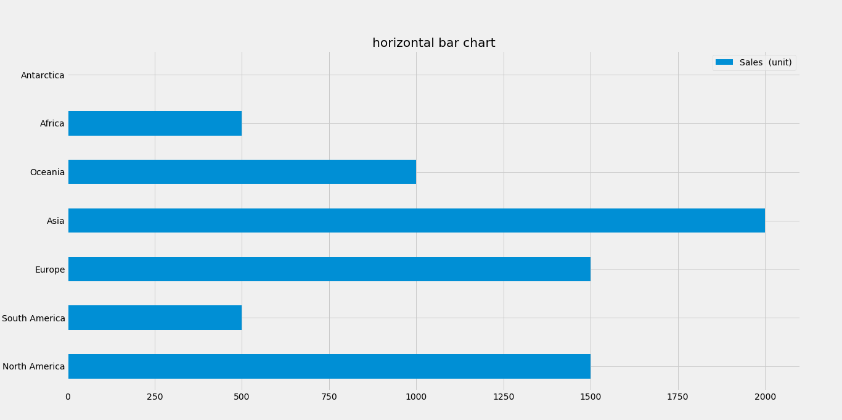 horizontal bar chart
Sales  (unit)
Antarctica
Africa
Oceania
Asia
Europe
South America
North America
0 250 500 750 1000 1250 1500 1750 2000